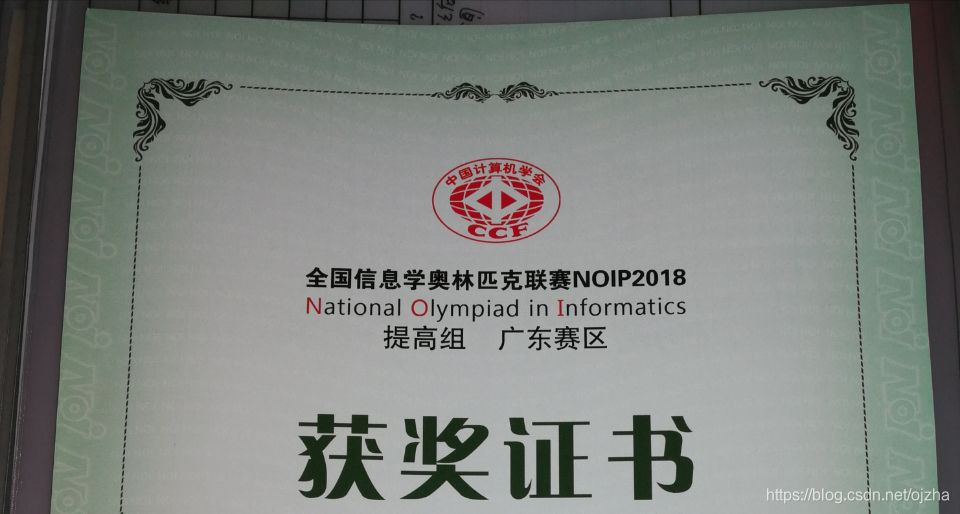 ?
中国计算机学会
CCF
全国信息学奥林匹克联赛NOIP2018
National Olympiad in Informatics
提高组 广东赛区
获奖证书
https://blog.csdn.net/ojzha